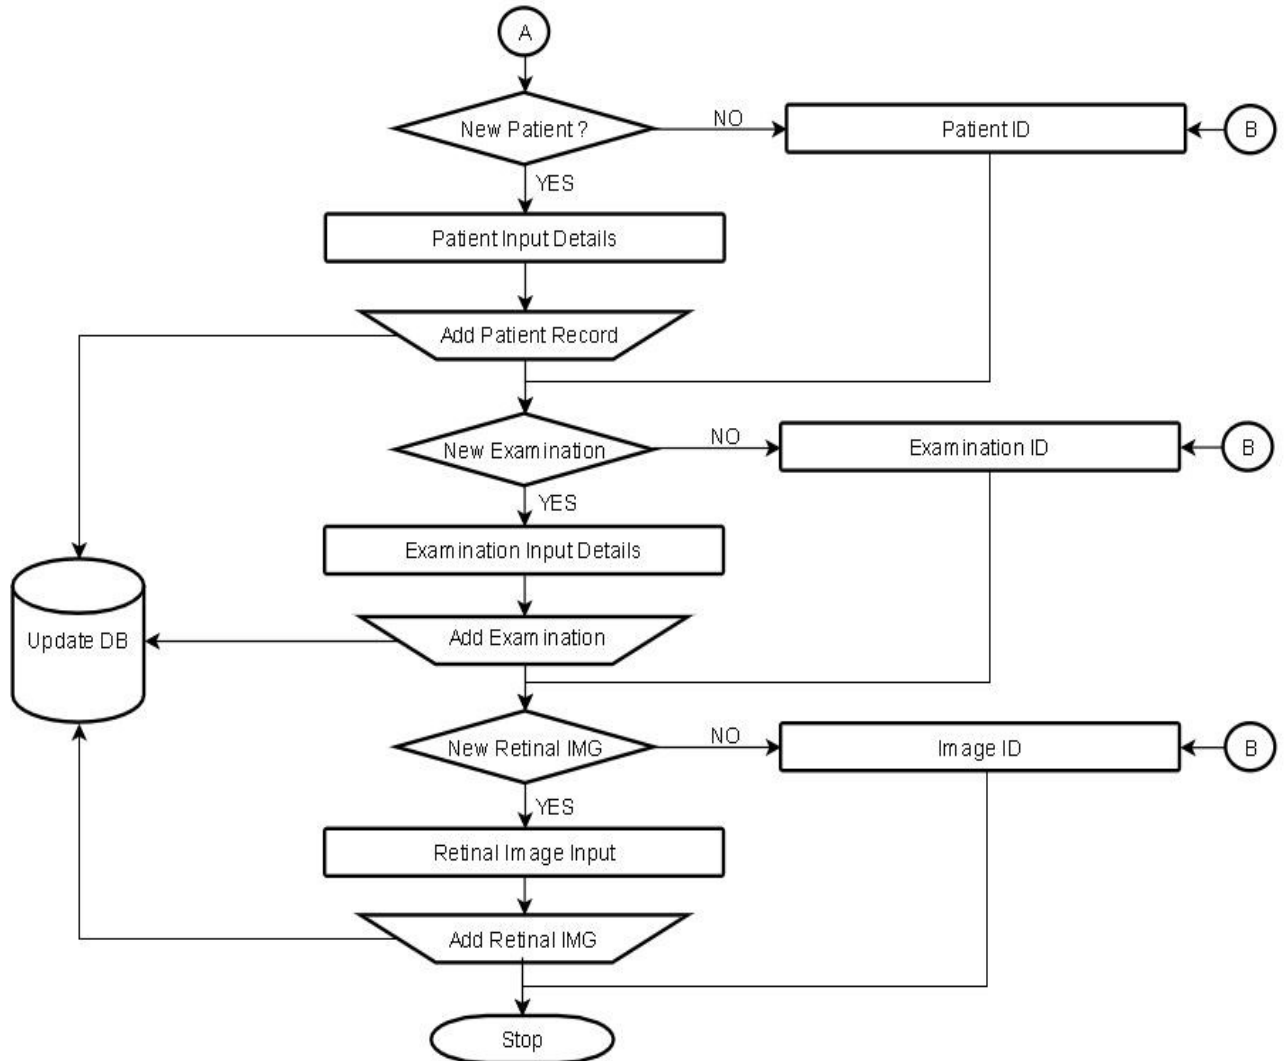 A
New Patient ?
NO
Patient ID
B
YES
Patient Input Details
Add Patient Record
New Examination
NO
Examination ID
B
YES
Examination Input Details
Update DB
Add Examination
New Retinal IMG
NO
Image ID
B
YES
Retinal Image Input
Add Retinal IMG
Stop